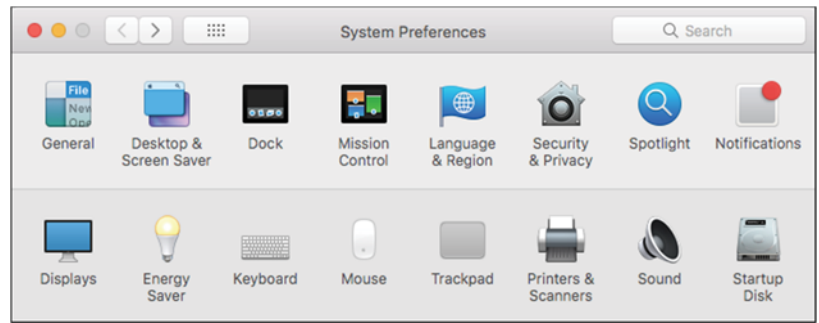 System Preferences
Search
File
New
Ope
General
Desktop &
Screen Saver
Dock
Mission
Control
Language
& Region
Security
& Privacy
Spotlight
Notifications
Displays
Energy
Saver
Keyboard
Mouse
Trackpad
Printers &
Scanners
Sound
Startup
Disk